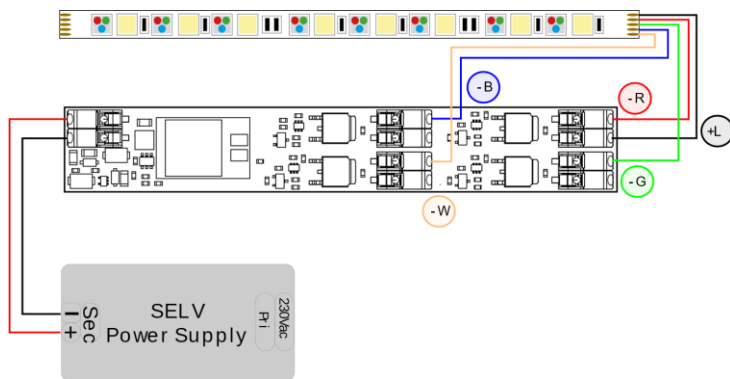 - B
- R
+L
- G
- W
SELV
Power Supply
Sec
−
+
Pri
230Vac